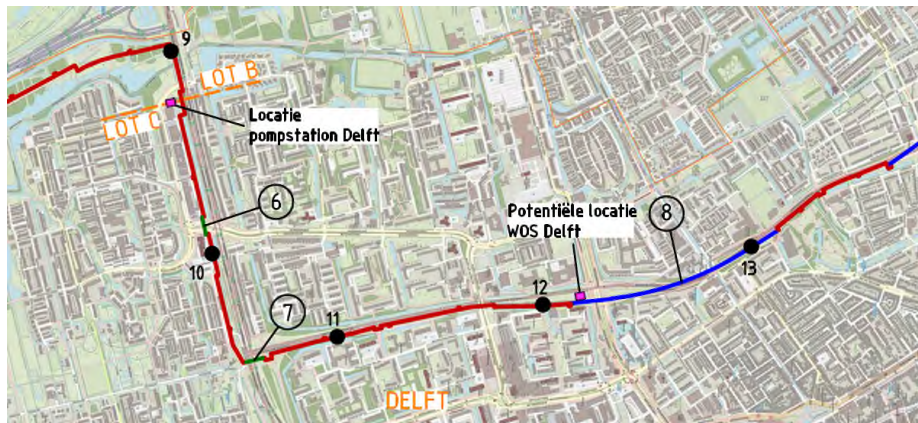 9
LOT B
LOT C
Locatie
pompstation Delft
6
Potentiële locatie
WOS Delft
8
10
13
12
7
11
DELFT